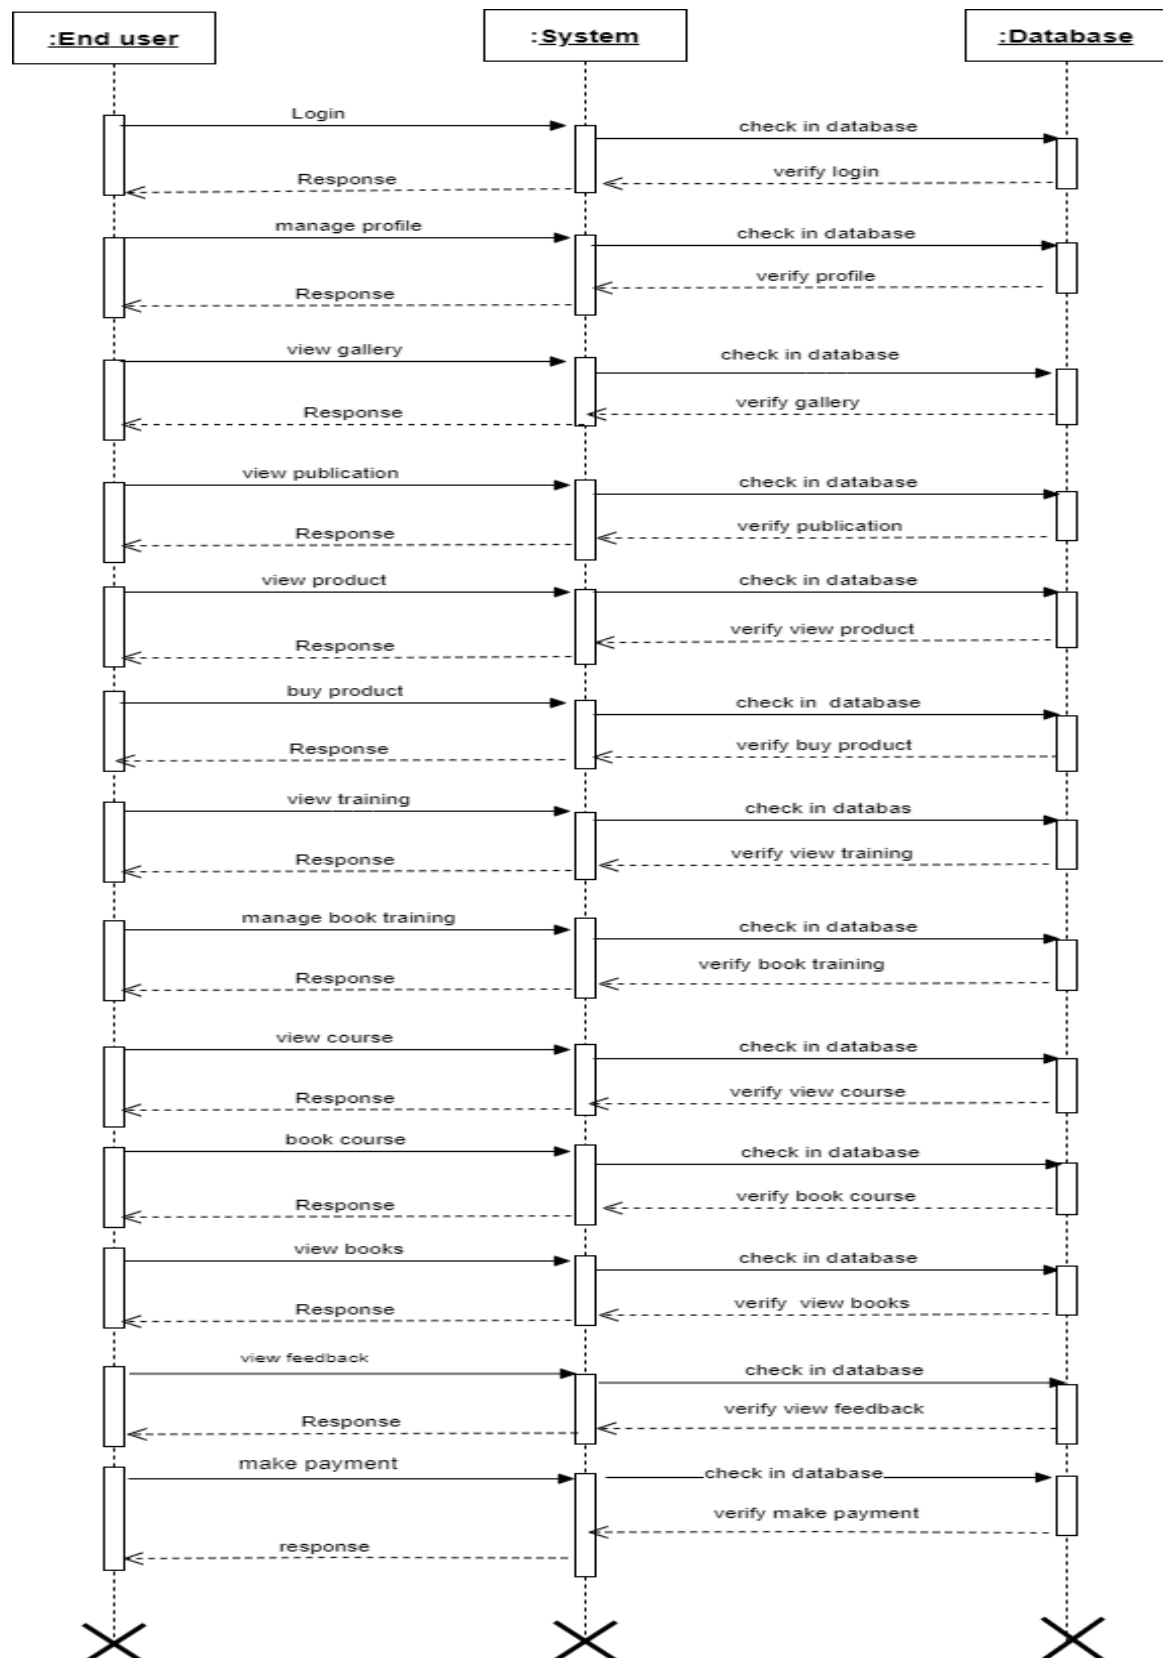 :End user
:System
:Database
Login
check in database
verify login
Response
manage profile
check in database
verify profile
Response
view gallery
check in database
verify gallery
Response
view publication
check in database
verify publication
Response
view product
check in database
verify view product
Response
buy product
check in  database
verify buy product
Response
view training
check in databas
verify view training
Response
manage book training
check in database
verify book training
Response
view course
check in database
verify view course
Response
book course
check in database
verify book course
Response
view books
check in database
verify  view books
Response
view feedback
check in database
verify view feedback
Response
make payment
check in database
verify make payment
response